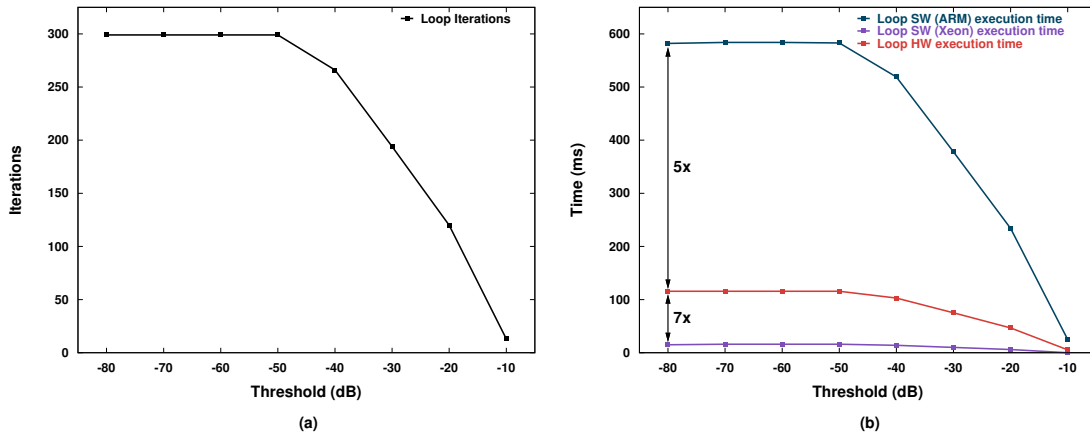 Loop Iterations
300
250
200
150
100
50
0
Iterations
-80 -70 -60 -50 -40 -30 -20 -10
Threshold (dB)
(a)
Loop SW (ARM) execution time
Loop SW (Xeon) execution time
Loop HW execution time
600
500
400
300
200
100
0
Time (ms)
5x
7x
-80 -70 -60 -50 -40 -30 -20 -10
Threshold (dB)
(b)